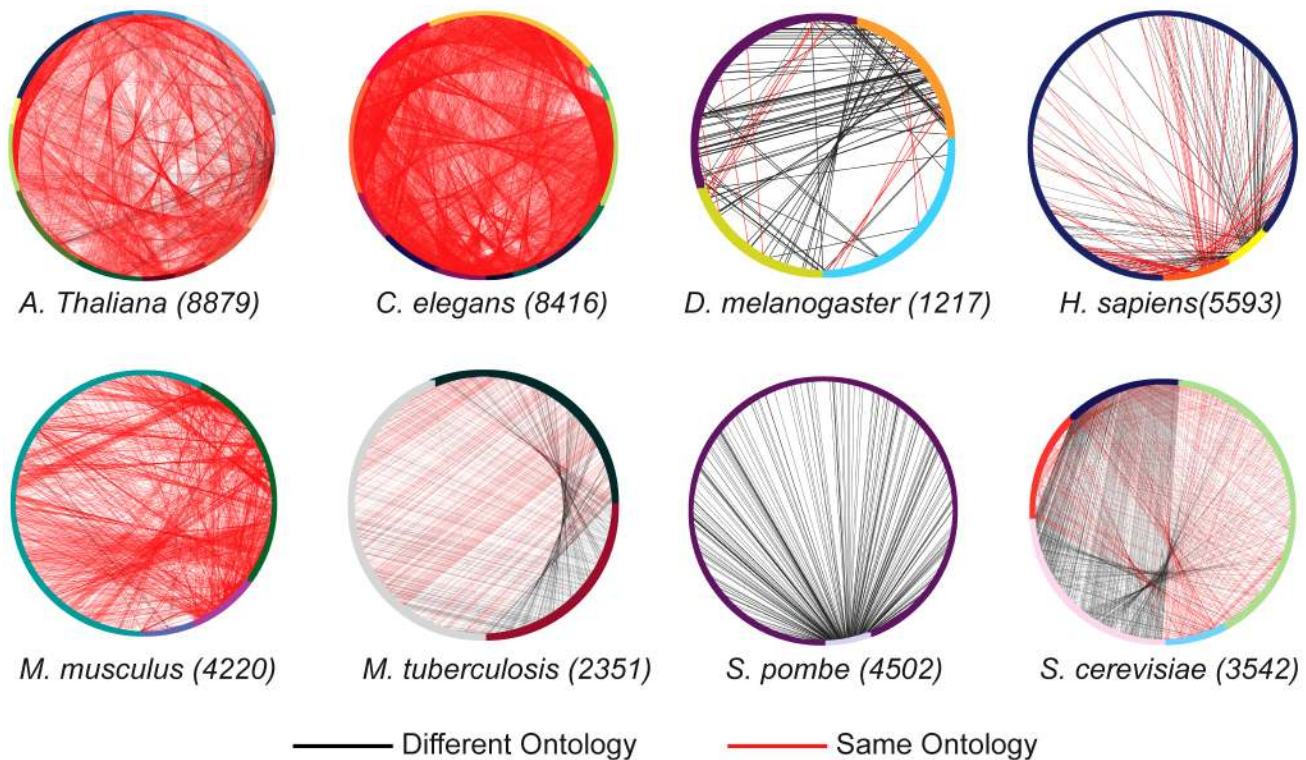 A. Thaliana (8879)
C. elegans (8416)
D. melanogaster (1217)
H. sapiens(5593)
M. musculus (4220)
M. tuberculosis (2351)
S. pombe (4502)
S. cerevisiae (3542)
Different Ontology
Same Ontology